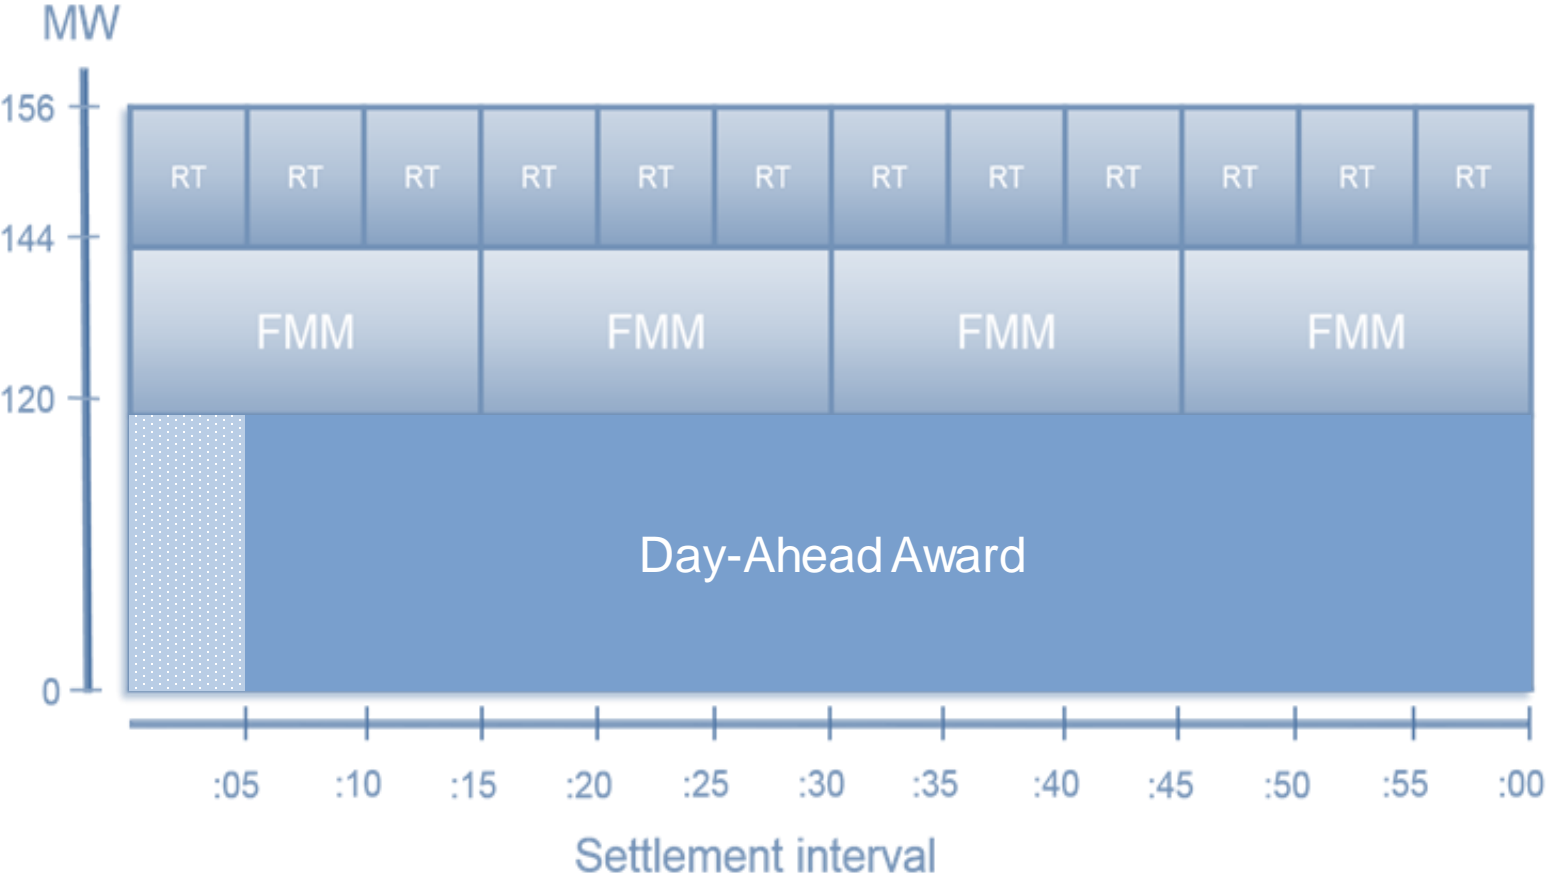 MW
156
RT RT RT RT RT RT RT RT RT RT RT RT
144
FMM FMM FMM FMM
120
Day-Ahead Award
0
:05 :10 :15 :20 :25 :30 :35 :40 :45 :50 :55 :00
Settlement interval